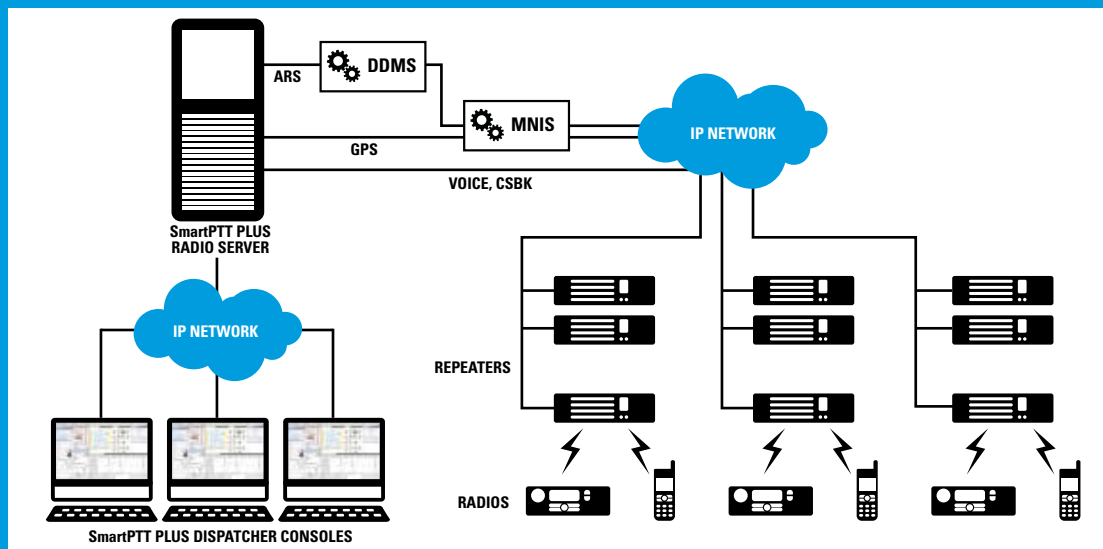 ARS
DDMS
MNIS
GPS
VOICE, CSBK
IP NETWORK
SmartPTT PLUS
RADIO SERVER
IP NETWORK
REPEATERS
RADIOS
SmartPTT PLUS DISPATCHER CONSOLES